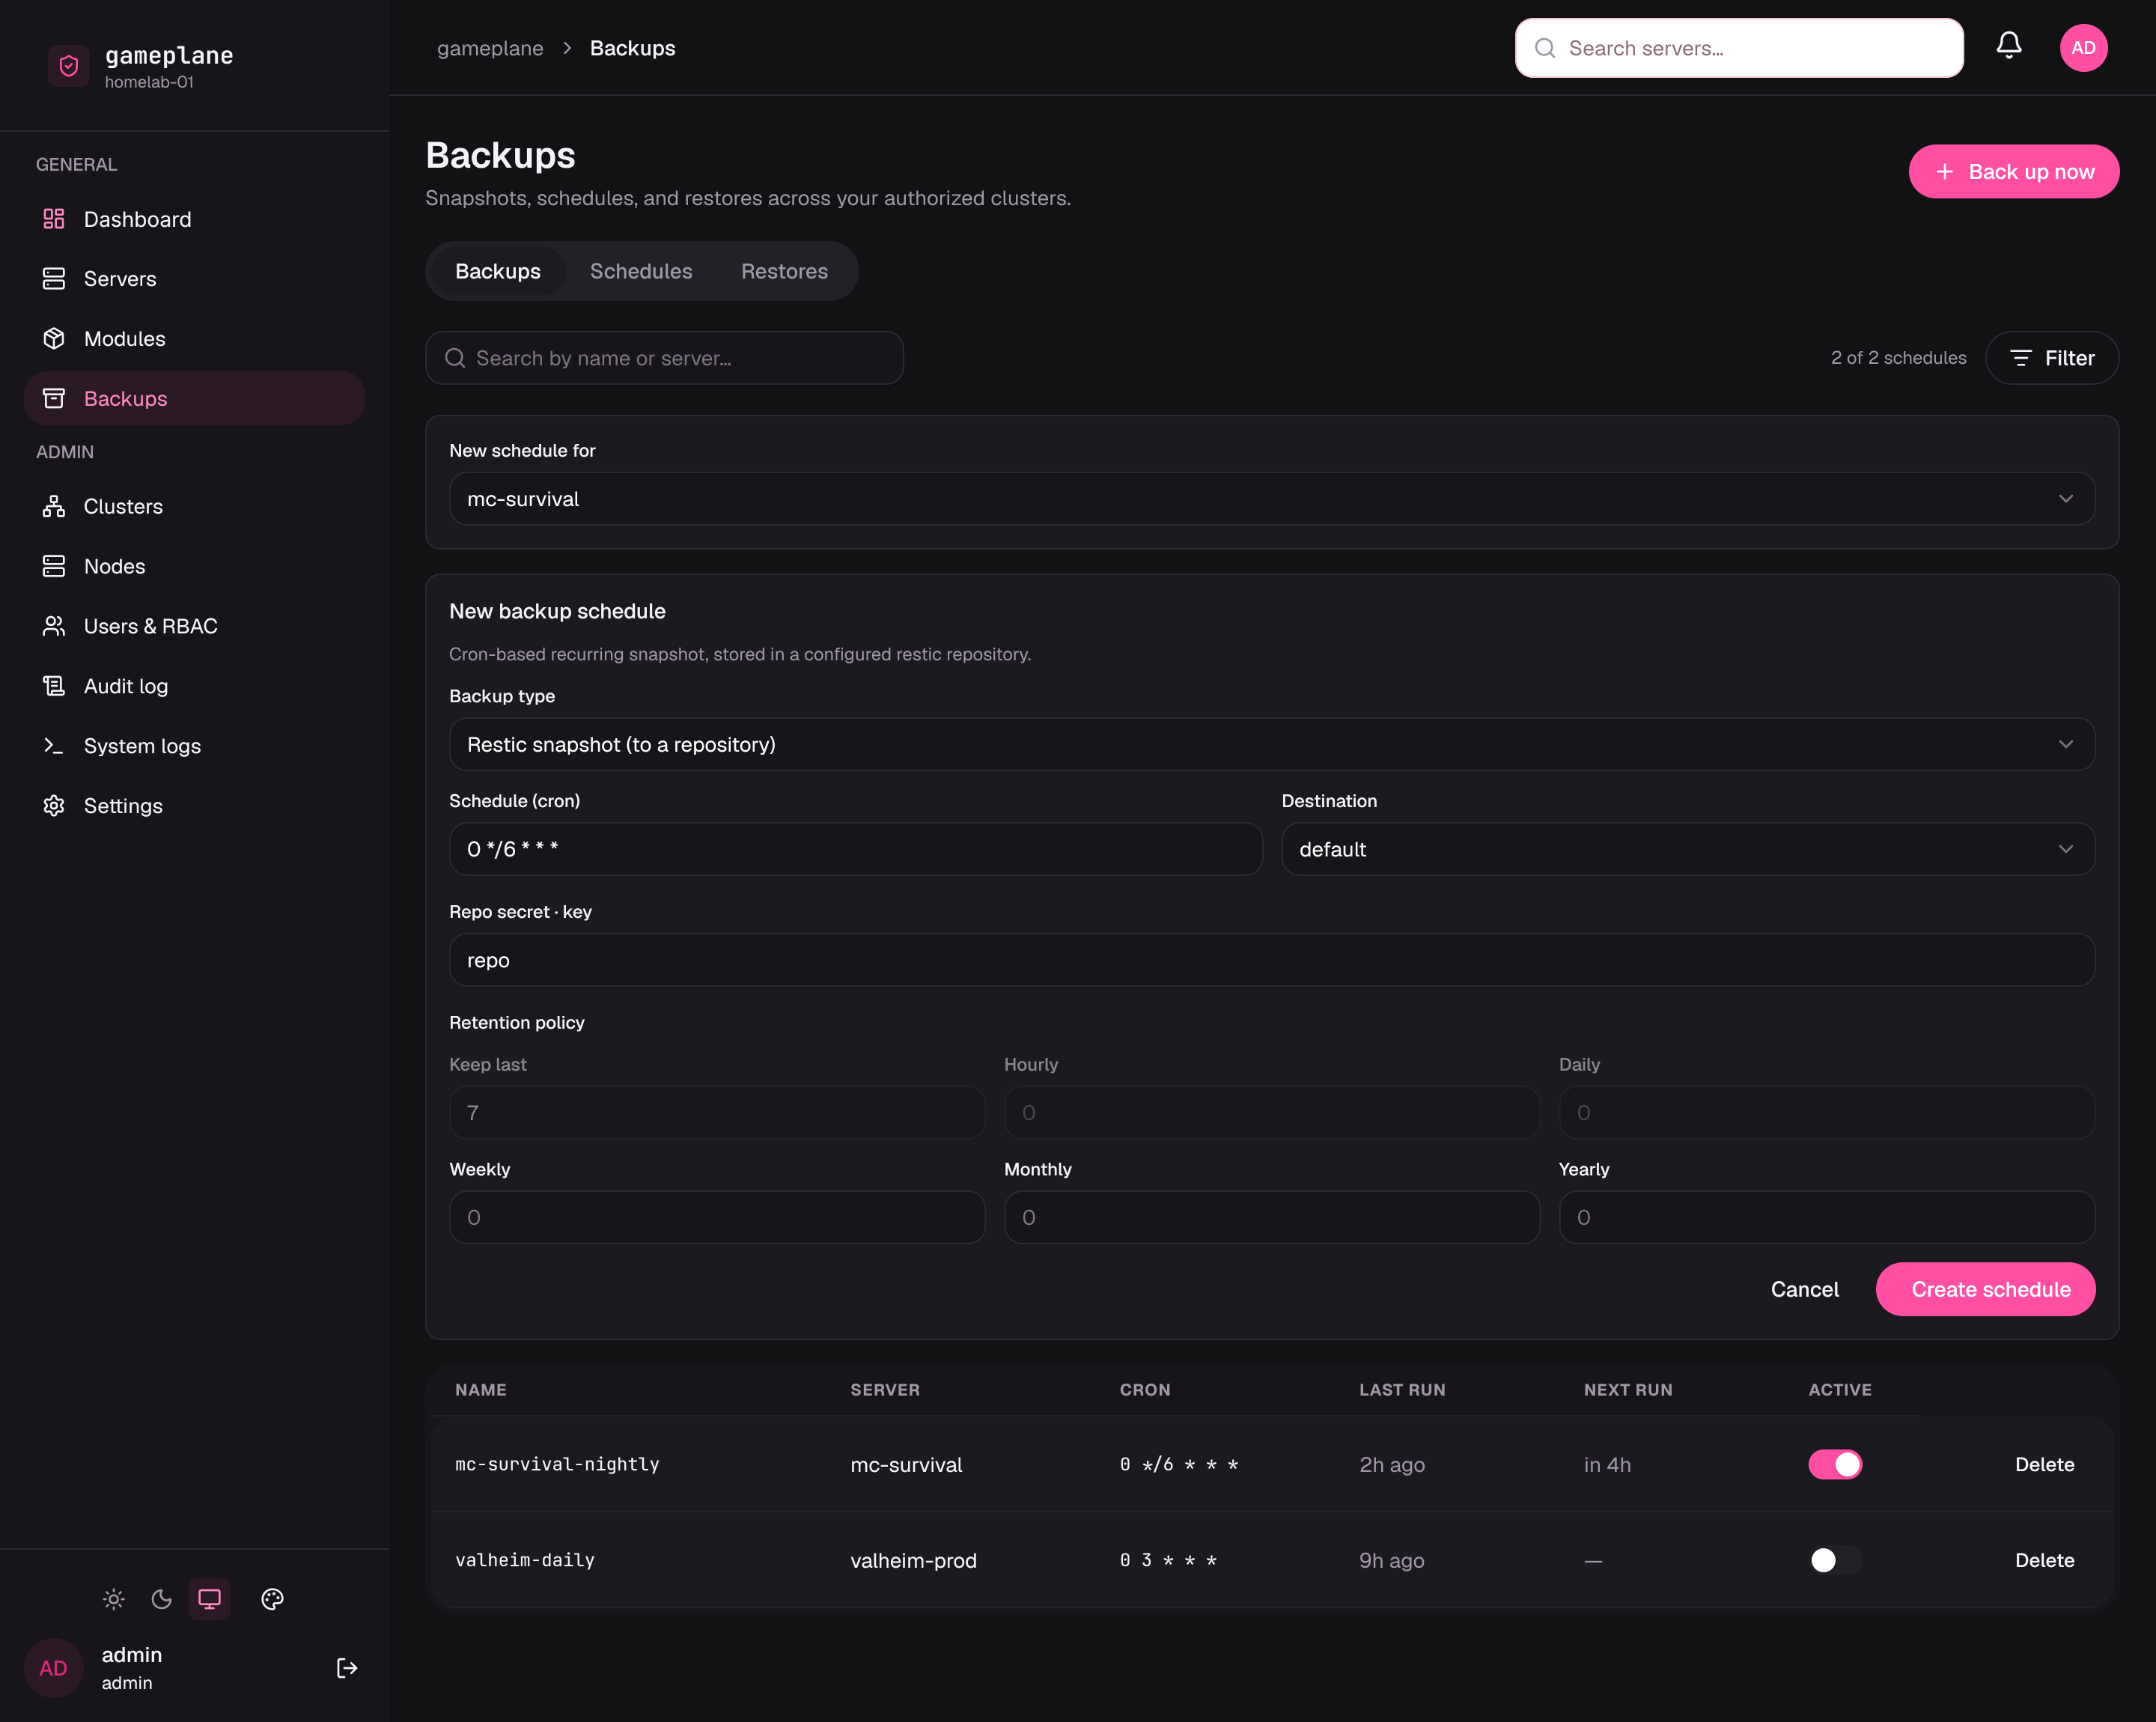 gameplane
homelab-01
GENERAL
Dashboard
Servers
Modules
Backups
ADMIN
Clusters
Nodes
Users & RBAC
Audit log
System logs
Settings
AD
admin
admin
gameplane > Backups
Search servers…
AD
Backups
Snapshots, schedules, and restores across your authorized clusters.
Back up now
Backups Schedules Restores
Search by name or server…
2 of 2 schedules
Filter
New schedule for
mc-survival
New backup schedule
Cron-based recurring snapshot, stored in a configured restic repository.
Backup type
Restic snapshot (to a repository)
Schedule (cron) Destination
0 */6 * * * default
Repo secret · key
repo
Retention policy
Keep last Hourly Daily
7 0 0
Weekly Monthly Yearly
0 0 0
Cancel Create schedule
NAME SERVER CRON LAST RUN NEXT RUN ACTIVE
mc-survival-nightly mc-survival 0 */6 * * * 2h ago in 4h Delete
valheim-daily valheim-prod 0 3 * * * 9h ago — Delete